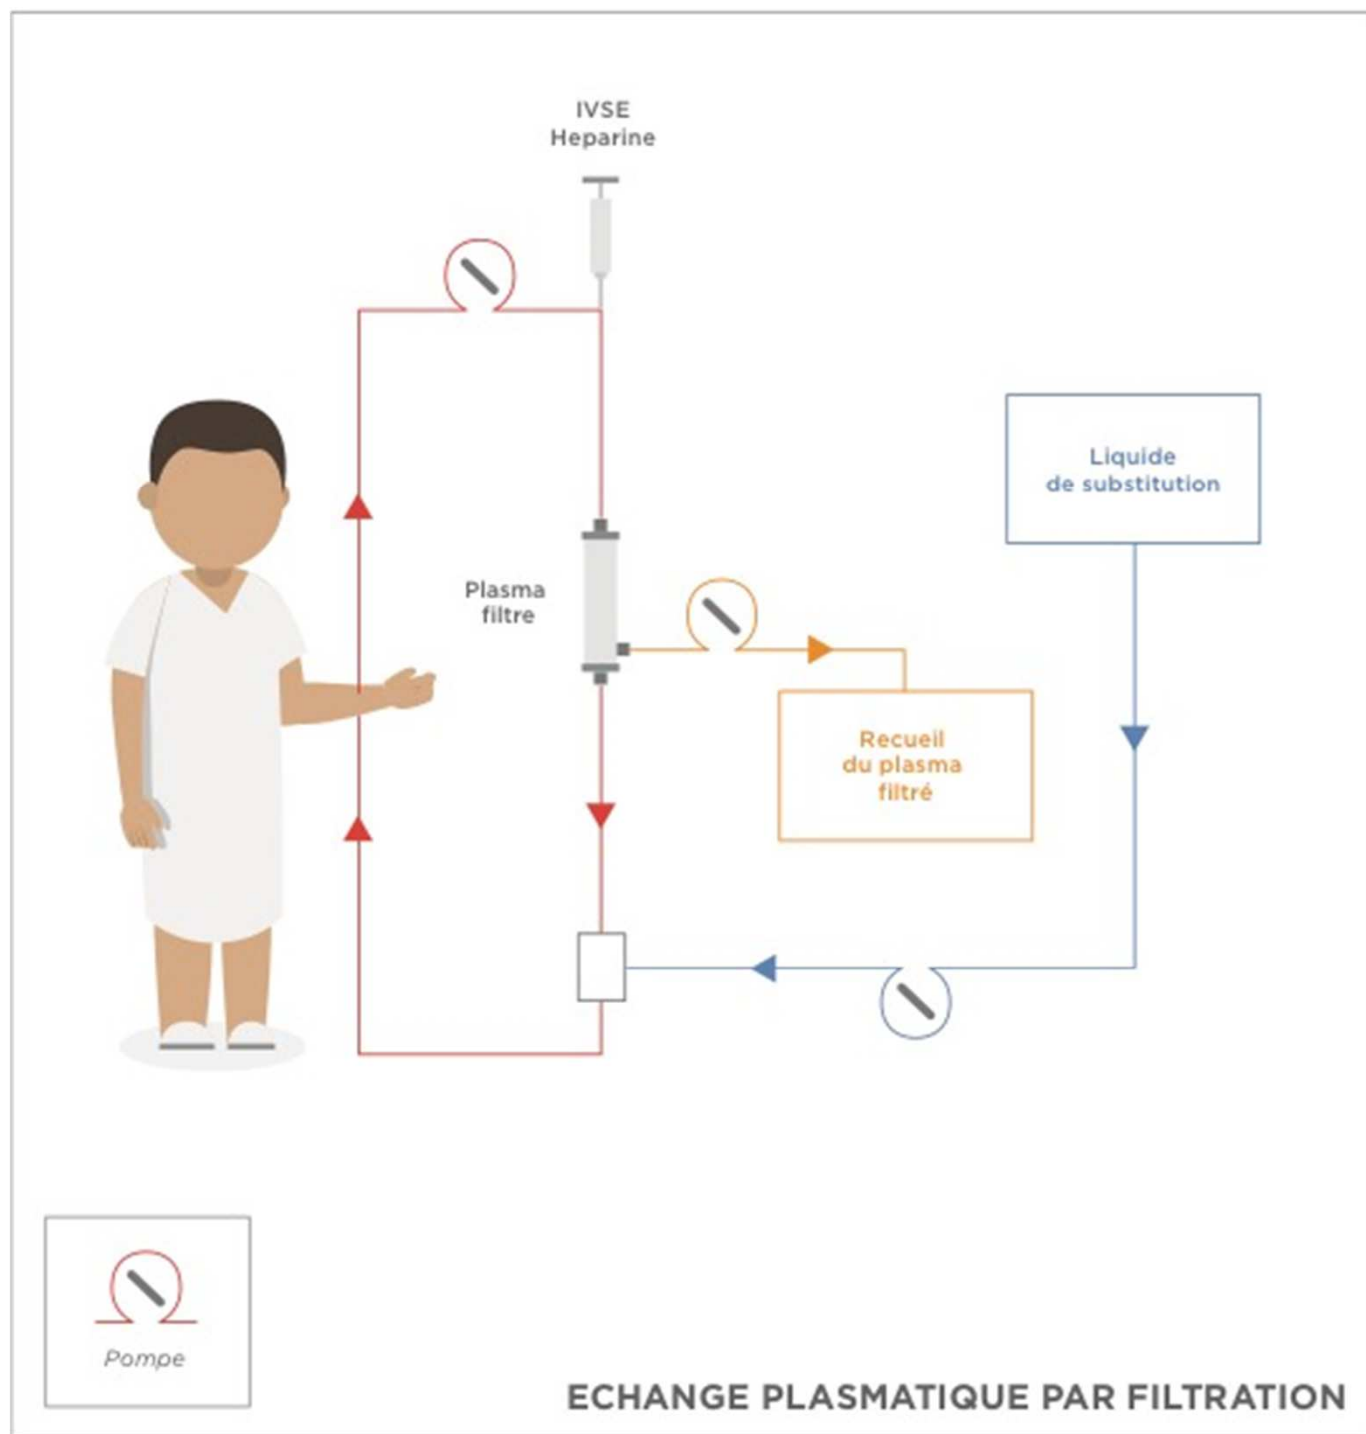 IVSE
Heparine
Liquide
de substitution
Plasma
filtre
Recueil
du plasma
filtré
Pompe
ECHANGE PLASMATIQUE PAR FILTRATION